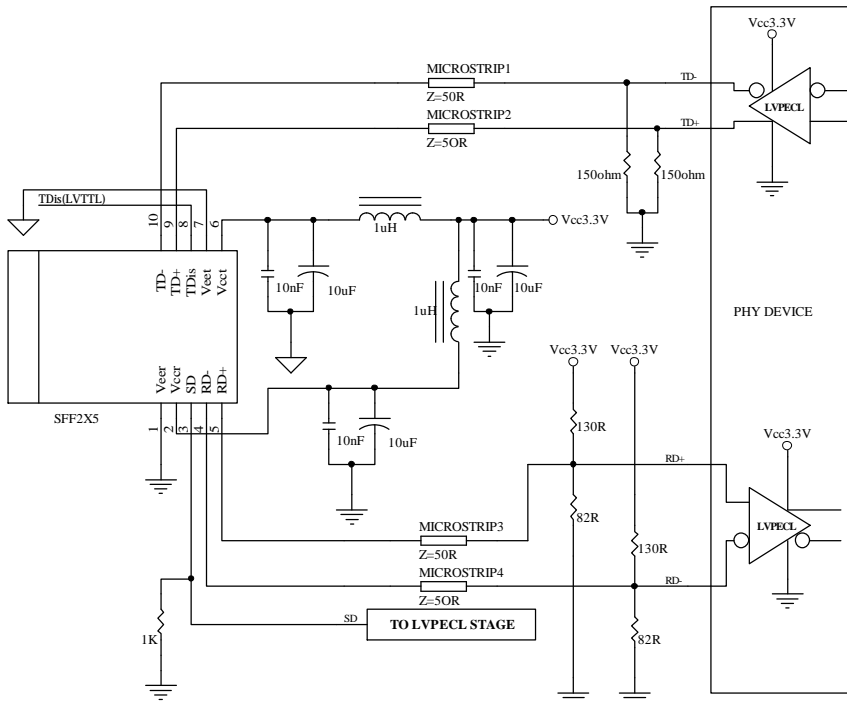 Vcc3.3V
MICROSTRIP1
TD-
Z=50R
LVPECL
MICROSTRIP2
TD+
Z=5OR
150ohm
150ohm
TDis(LVTTL)
10
9
8
7
6
1uH
Vcc3.3V
TD-
TD+
TDis
Veet
Vcct
10nF
10uF
10nF
10uF
1uH
PHY DEVICE
Vcc3.3V
Vcc3.3V
Veer
Vccr
SD
RD-
RD+
SFF2X5
1
2
3
4
5
10nF
10uF
130R
Vcc3.3V
RD+
82R
MICROSTRIP3
Z=50R
LVPECL
130R
MICROSTRIP4
Z=5OR
RD-
SD
TO LVPECL STAGE
1K
82R